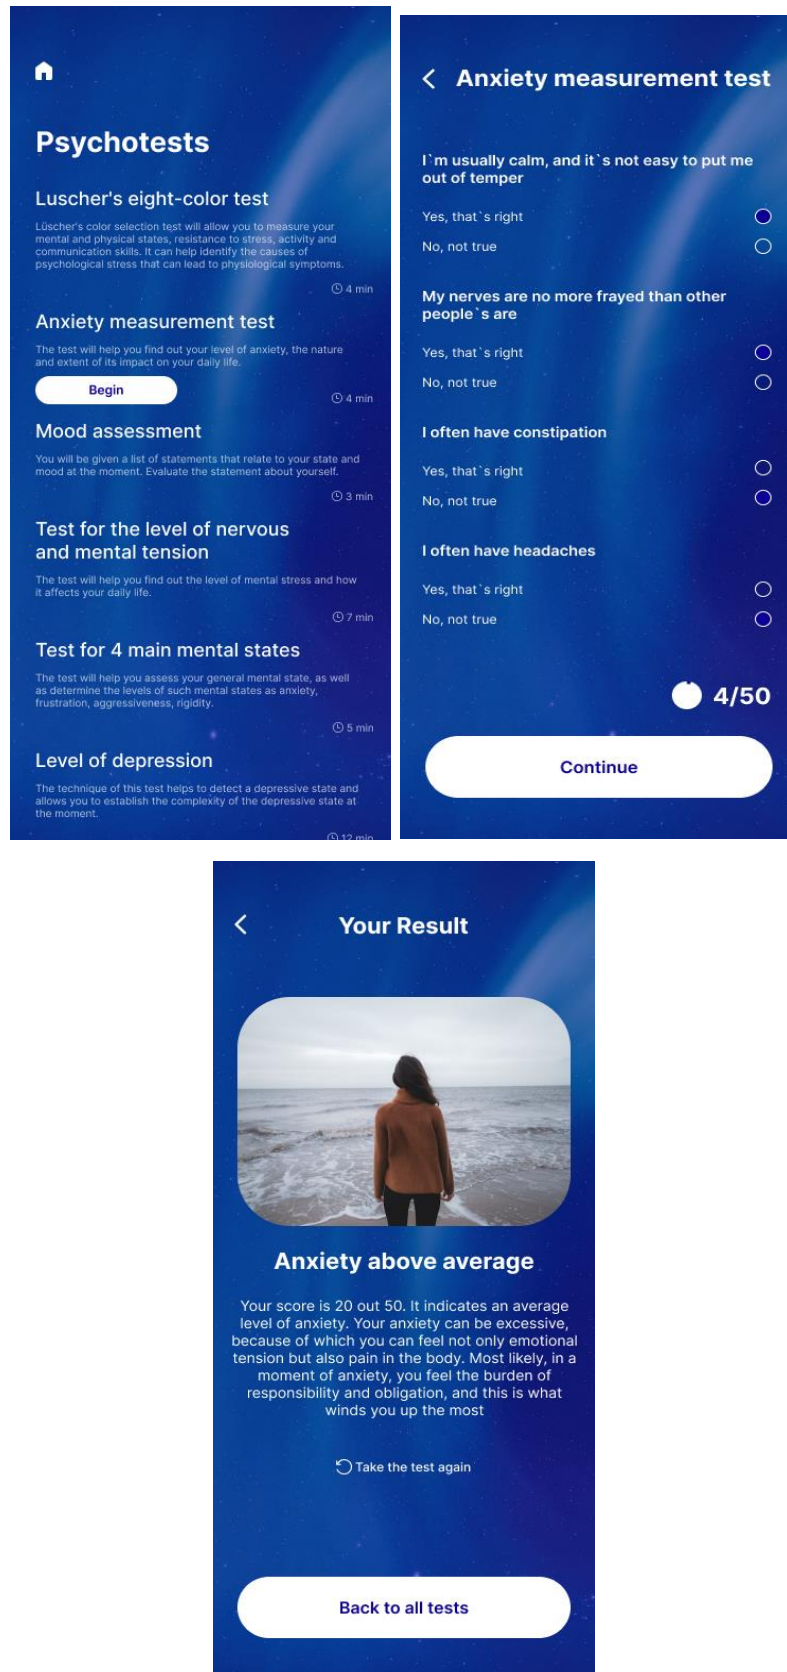 Psychotests
Luscher's eight-color test
Lüscher's color selection test will allow you to measure your
mental and physical states, resistance to stress, activity and
communication skills. It can help identify the causes of
psychological stress that can lead to physiological symptoms.
4 min
Anxiety measurement test
The test will help you find out your level of anxiety, the nature
and extent of its impact on your daily life.
Begin
4 min
Mood assessment
You will be given a list of statements that relate to your state and
mood at the moment. Evaluate the statement about yourself.
3 min
Test for the level of nervous
and mental tension
The test will help you find out the level of mental stress and how
it affects your daily life.
7 min
Test for 4 main mental states
The test will help you assess your general mental state, as well
as determine the levels of such mental states as anxiety,
frustration, aggressiveness, rigidity.
5 min
Level of depression
The technique of this test helps to detect a depressive state and
allows you to establish the complexity of the depressive state at
the moment.
12 min
Anxiety measurement test
I`m usually calm, and it`s not easy to put me
out of temper
Yes, that`s right
No, not true
My nerves are no more frayed than other
people`s are
Yes, that`s right
No, not true
I often have constipation
Yes, that`s right
No, not true
I often have headaches
Yes, that`s right
No, not true
4/50
Continue
Your Result
Anxiety above average
Your score is 20 out 50. It indicates an average
level of anxiety. Your anxiety can be excessive,
because of which you can feel not only emotional
tension but also pain in the body. Most likely, in a
moment of anxiety, you feel the burden of
responsibility and obligation, and this is what
winds you up the most
Take the test again
Back to all tests